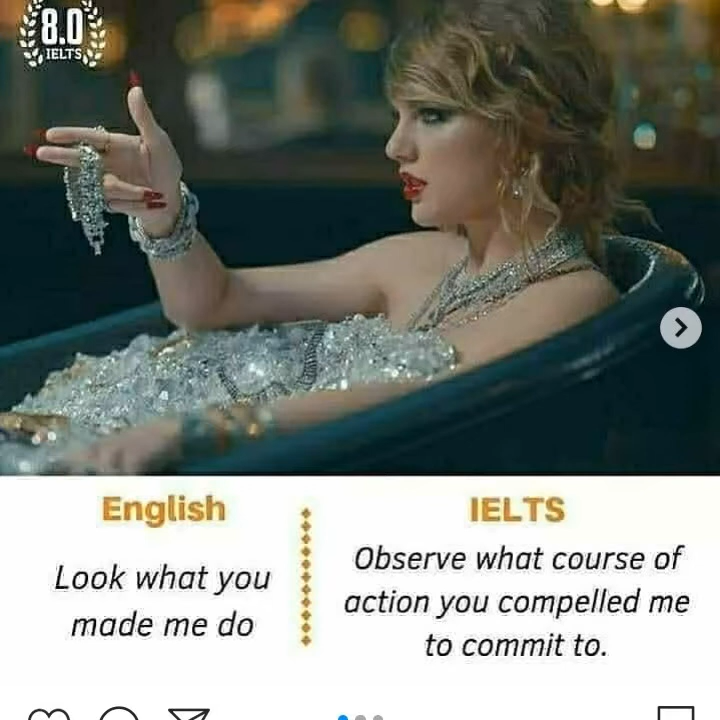 8.0
IELTS
English
Look what you
made me do
IELTS
Observe what course of
action you compelled me
to commit to.